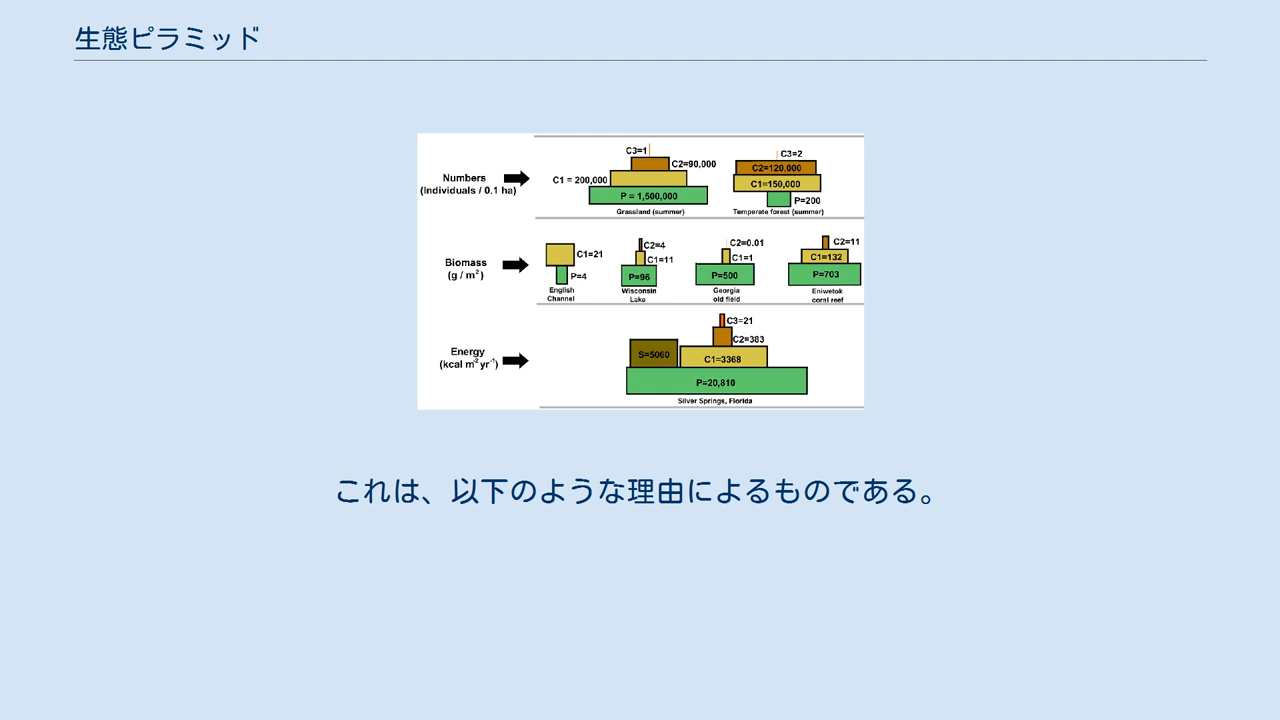 生態ピラミッド
Numbers
(Individuals / 0.1 ha)
C3=1
C2=90,000
C1 = 200,000
P = 1,500,000
Grassland (summer)
C3=2
C2=120,000
C1=150,000
P=200
Temperate forest (summer)
Biomass
(g / m²)
C1=21
P=4
English
Channel
C2=4
C1=11
P=96
Wisconsin
Lake
C2=0.01
C1=1
P=500
Georgia
old field
C2=11
C1=132
P=703
Eniwetok
coral reef
Energy
(kcal m⁻²yr⁻¹)
C3=21
C2=383
S=5060
C1=3368
P=20,810
Silver Springs, Florida
これは、以下のような理由によるものである。